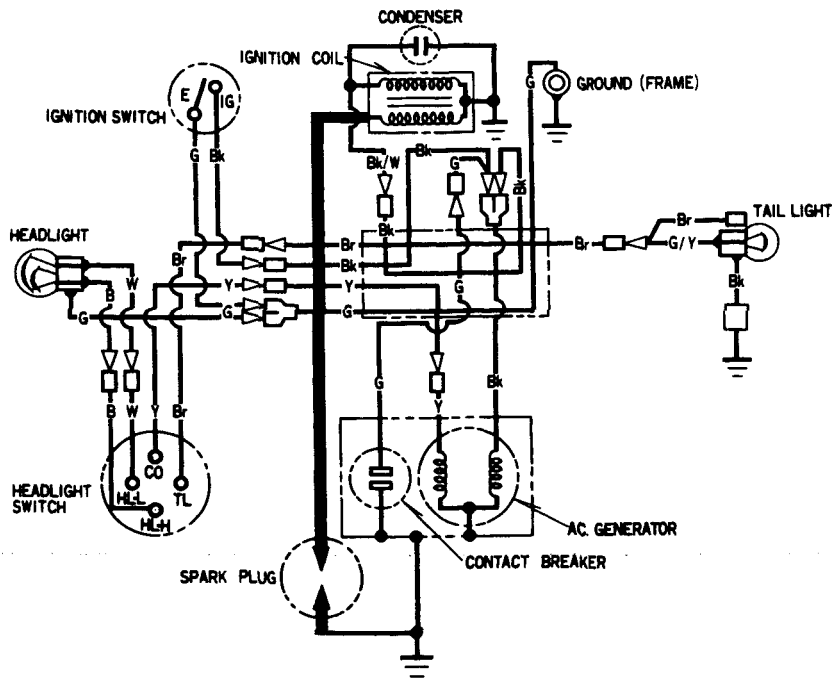 CONDENSER
IGNITION COIL
G
GROUND (FRAME)
E
IG
IGNITION SWITCH
G
Bk
Bk/W
Bk
G
Bk
HEADLIGHT
Br
TAIL LIGHT
Bk
Br
Br
Br
G/Y
W
Bk
B
Y
Y
G
Bk
G
G
G
G
Bk
B
W
Y
Br
Y
CO
HL-L
TL
HL-H
HEADLIGHT
SWITCH
AC. GENERATOR
CONTACT BREAKER
SPARK PLUG